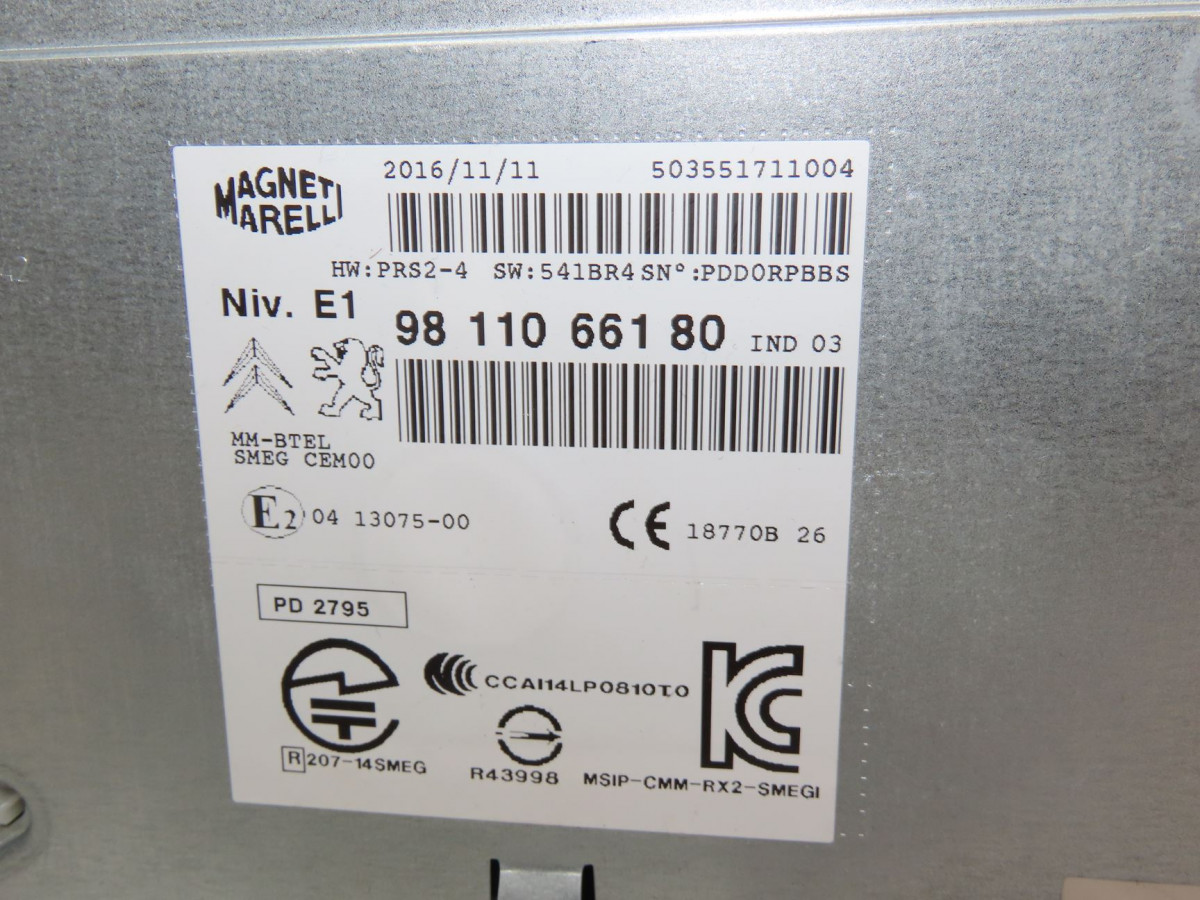 MAGNETI
MARELLI
2016/11/11 503551711004
HW:PRS2-4 SW:541BR4 SN°:PDD0RPBBS
Niv. E1
98 110 661 80 IND 03
MM-BTEL
SMEG CEM00
E2 04 13075-00
CE 18770B 26
PD 2795
CCAI14LP0810T0
R 207-14SMEG
R43998
MSIP-CMM-RX2-SMEGI